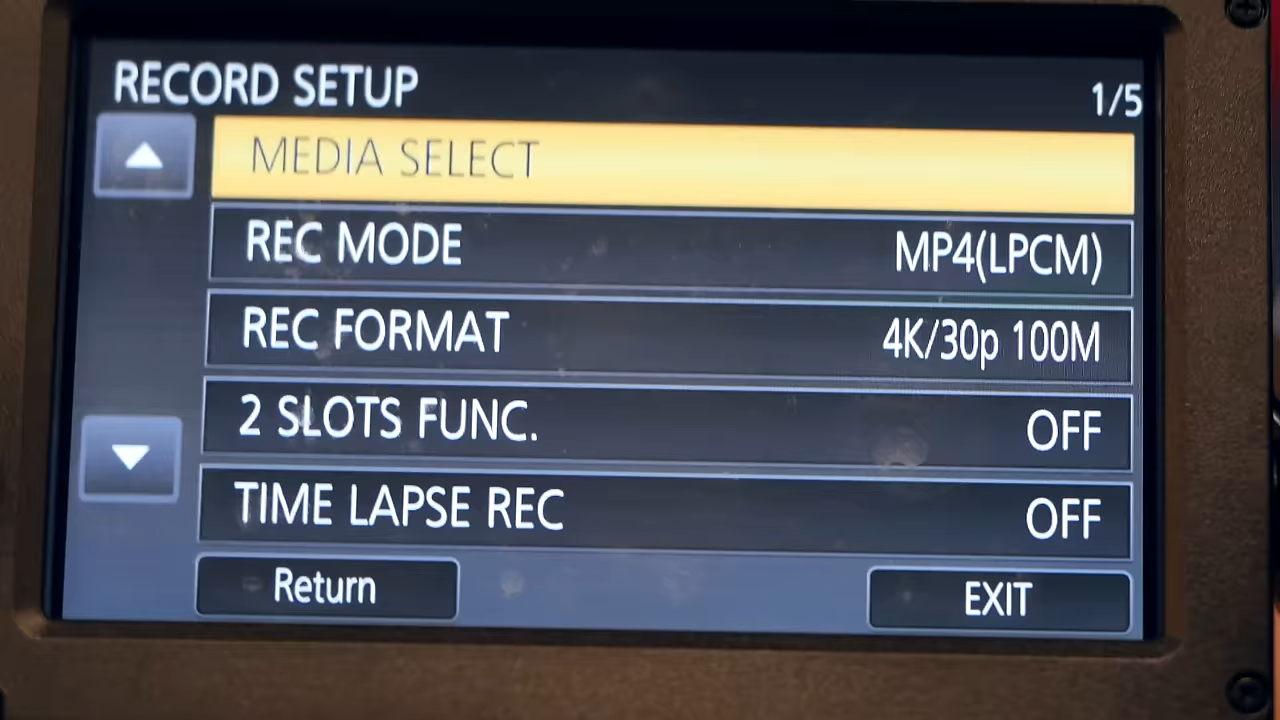 RECORD SETUP 1/5
MEDIA SELECT
REC MODE MP4(LPCM)
REC FORMAT 4K/30p 100M
2 SLOTS FUNC. OFF
TIME LAPSE REC OFF
Return EXIT